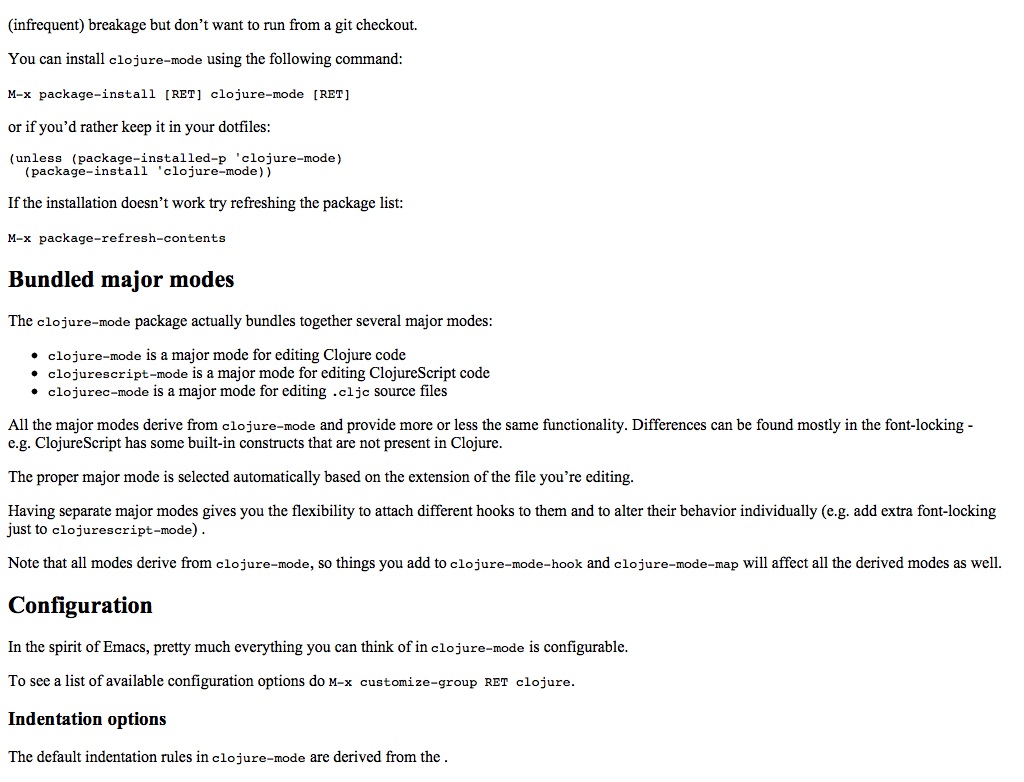 (infrequent) breakage but don’t want to run from a git checkout.
You can install clojure-mode using the following command:
M-x package-install [RET] clojure-mode [RET]
or if you’d rather keep it in your dotfiles:
(unless (package-installed-p 'clojure-mode)
  (package-install 'clojure-mode))
If the installation doesn’t work try refreshing the package list:
M-x package-refresh-contents
Bundled major modes
The clojure-mode package actually bundles together several major modes:
• clojure-mode is a major mode for editing Clojure code
• clojurescript-mode is a major mode for editing ClojureScript code
• clojurec-mode is a major mode for editing .cljc source files
All the major modes derive from clojure-mode and provide more or less the same functionality. Differences can be found mostly in the font-locking -
e.g. ClojureScript has some built-in constructs that are not present in Clojure.
The proper major mode is selected automatically based on the extension of the file you’re editing.
Having separate major modes gives you the flexibility to attach different hooks to them and to alter their behavior individually (e.g. add extra font-locking
just to clojurescript-mode) .
Note that all modes derive from clojure-mode, so things you add to clojure-mode-hook and clojure-mode-map will affect all the derived modes as well.
Configuration
In the spirit of Emacs, pretty much everything you can think of in clojure-mode is configurable.
To see a list of available configuration options do M-x customize-group RET clojure.
Indentation options
The default indentation rules in clojure-mode are derived from the .